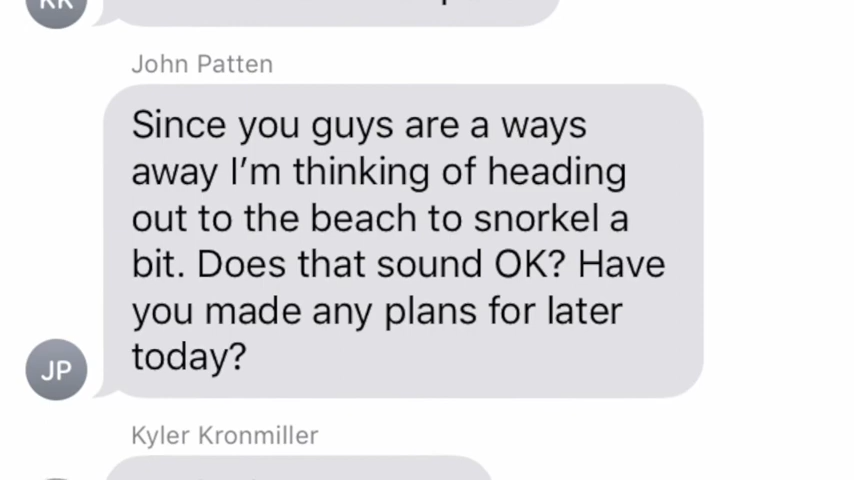 John Patten
Since you guys are a ways
away I’m thinking of heading
out to the beach to snorkel a
bit. Does that sound OK? Have
you made any plans for later
today?
JP
Kyler Kronmiller